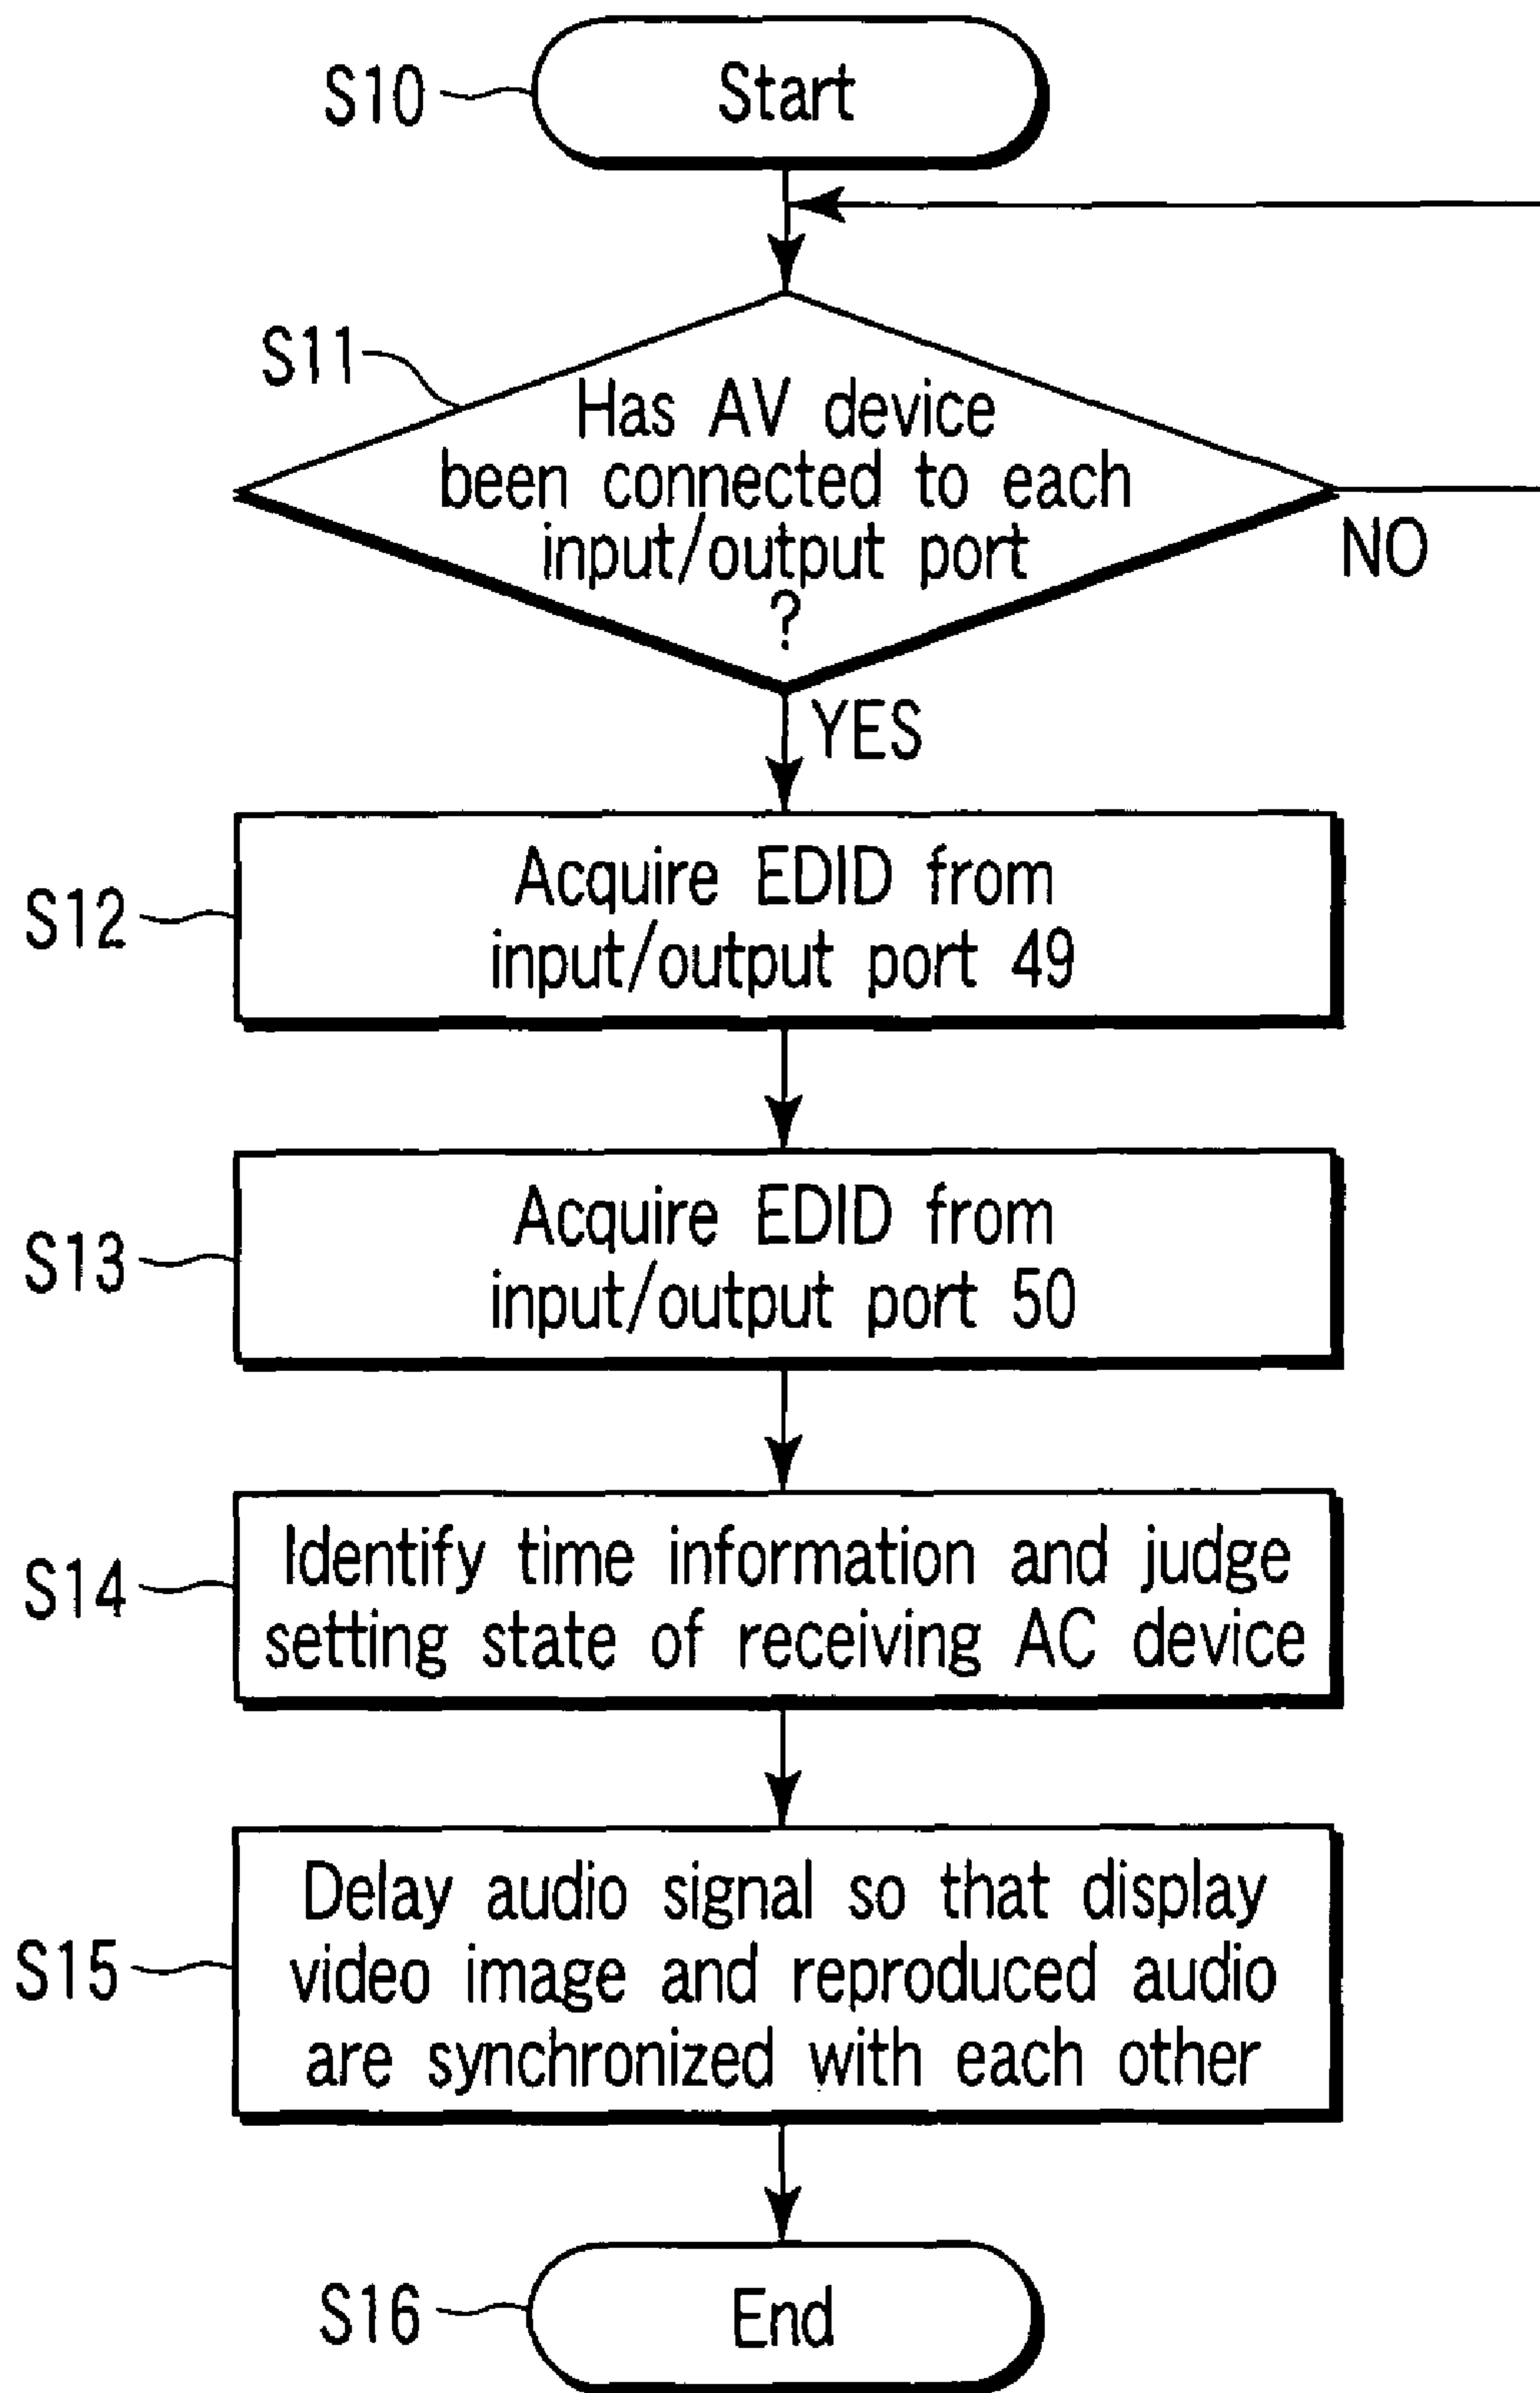 S10
Start
S11
Has AV device
been connected to each
input/output port
?
NO
YES
S12
Acquire EDID from
input/output port 49
S13
Acquire EDID from
input/output port 50
S14
Identify time information and judge
setting state of receiving AC device
S15
Delay audio signal so that display
video image and reproduced audio
are synchronized with each other
S16
End